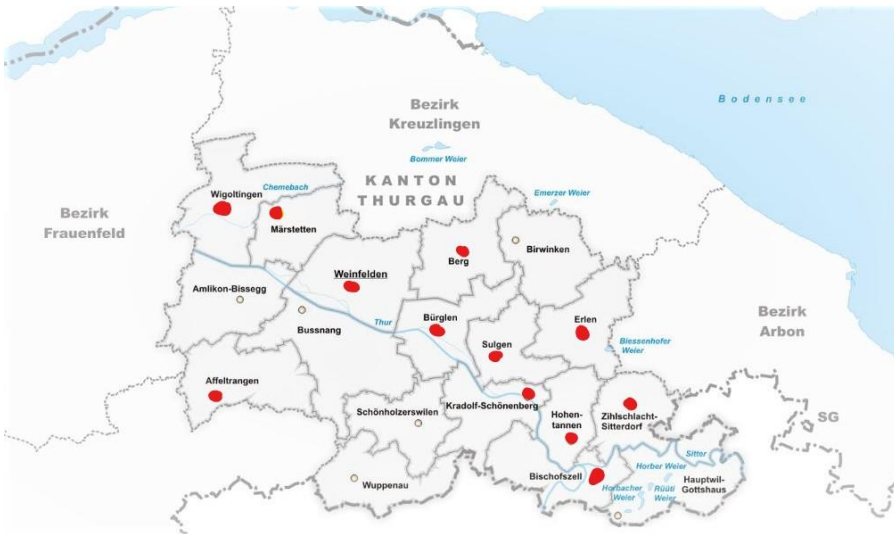 Bodensee
Bezirk
Kreuzlingen
Bommer Weier
KANTON
THURGAU
Chemebach
Wigoltingen
Emerzer Weier
Bezirk
Frauenfeld
Märstetten
Birwinken
Berg
Weinfelden
Amlikon-Bissegg
Bezirk
Arbon
Thur
Bürglen
Erlen
Bussnang
Sulgen
Biessenhofer
Weier
Affeltrangen
Kradolf-Schönenberg
Schönholzerswilen
Hohen-
tannen
Zihlschlacht-
Sitterdorf
SG
Sitter
Horber Weier
Bischofszell
Wuppenau
Horbacher
Weier
Rüüti
Weier
Hauptwil-
Gottshaus